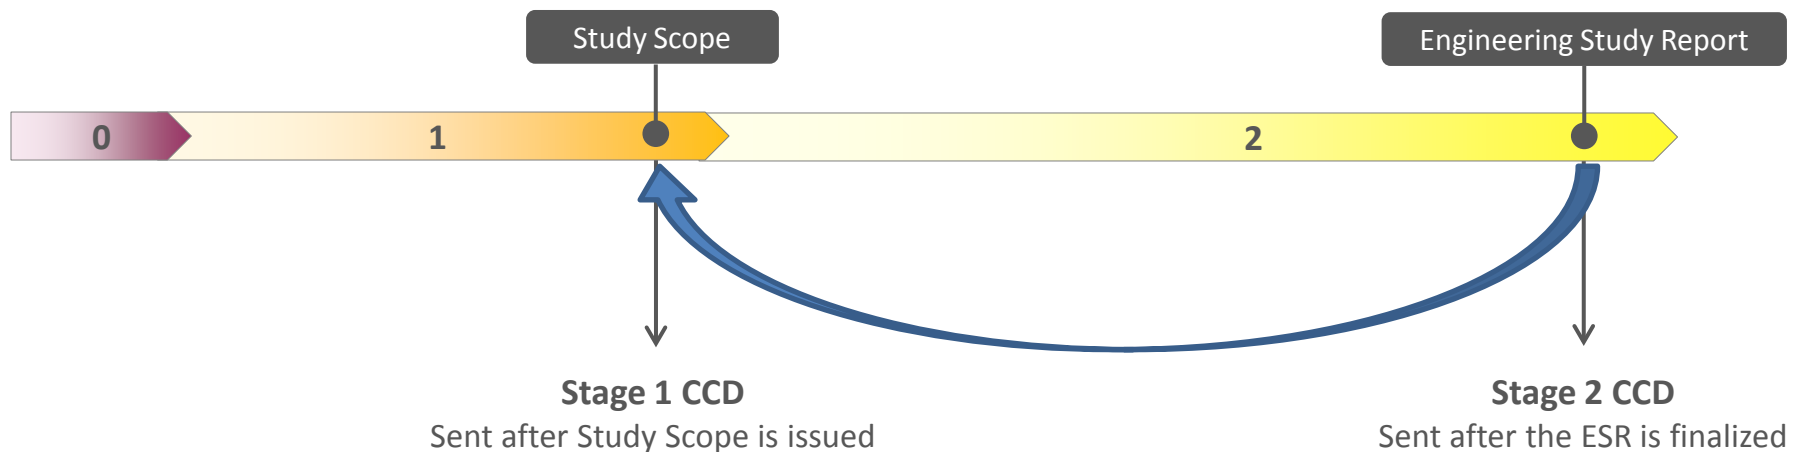 Study Scope
Engineering Study Report
0
1
2
Stage 1 CCD
Sent after Study Scope is issued
Stage 2 CCD
Sent after the ESR is finalized